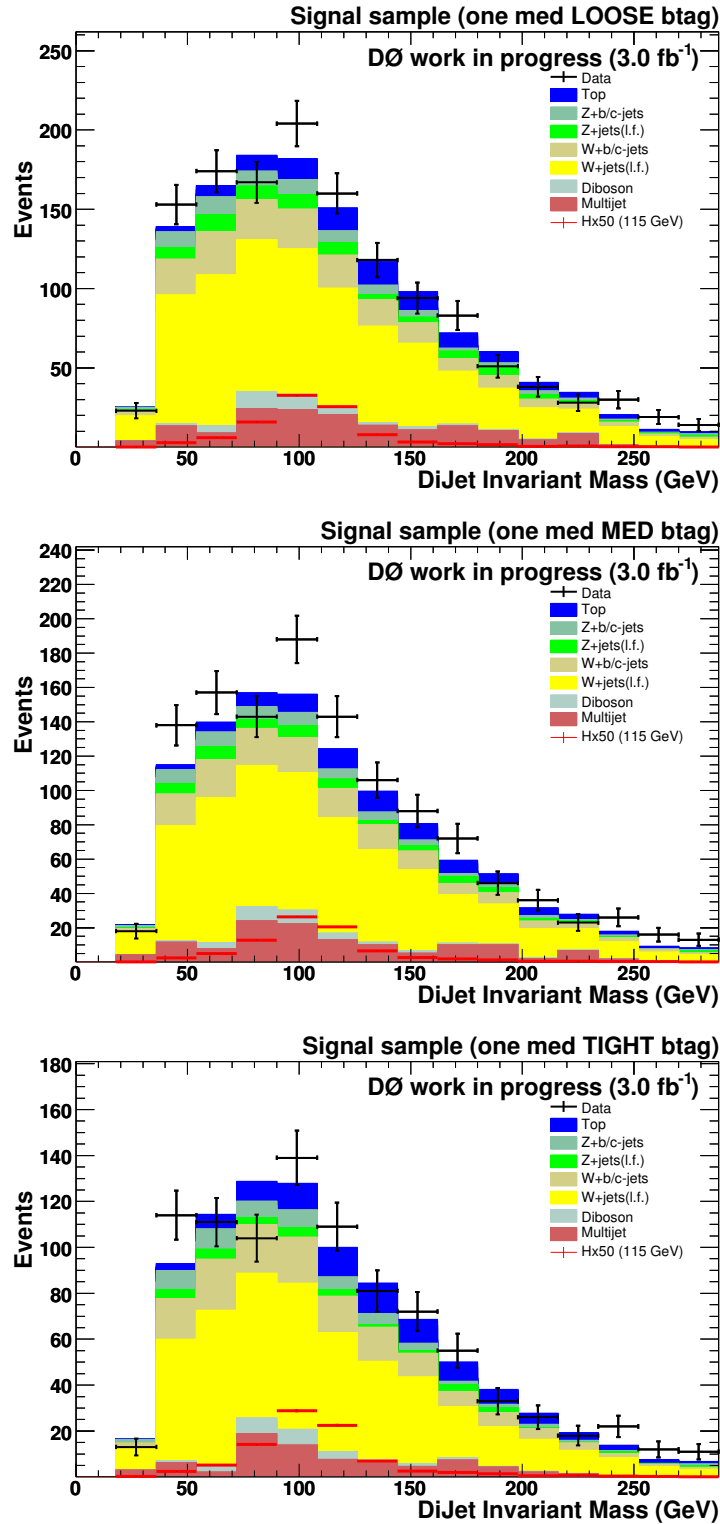 Signal sample (one med LOOSE btag)
DØ work in progress (3.0 fb-1)
Data
Top
Z+b/c-jets
Z+jets(l.f.)
W+b/c-jets
W+jets(l.f.)
Diboson
Multijet
Hx50 (115 GeV)
Events
250
200
150
100
50
0 50 100 150 200 250
DiJet Invariant Mass (GeV)
Signal sample (one med MED btag)
DØ work in progress (3.0 fb-1)
Data
Top
Z+b/c-jets
Z+jets(l.f.)
W+b/c-jets
W+jets(l.f.)
Diboson
Multijet
Hx50 (115 GeV)
Events
240
220
200
180
160
140
120
100
80
60
40
20
0 50 100 150 200 250
DiJet Invariant Mass (GeV)
Signal sample (one med TIGHT btag)
DØ work in progress (3.0 fb-1)
Data
Top
Z+b/c-jets
Z+jets(l.f.)
W+b/c-jets
W+jets(l.f.)
Diboson
Multijet
Hx50 (115 GeV)
Events
180
160
140
120
100
80
60
40
20
0 50 100 150 200 250
DiJet Invariant Mass (GeV)